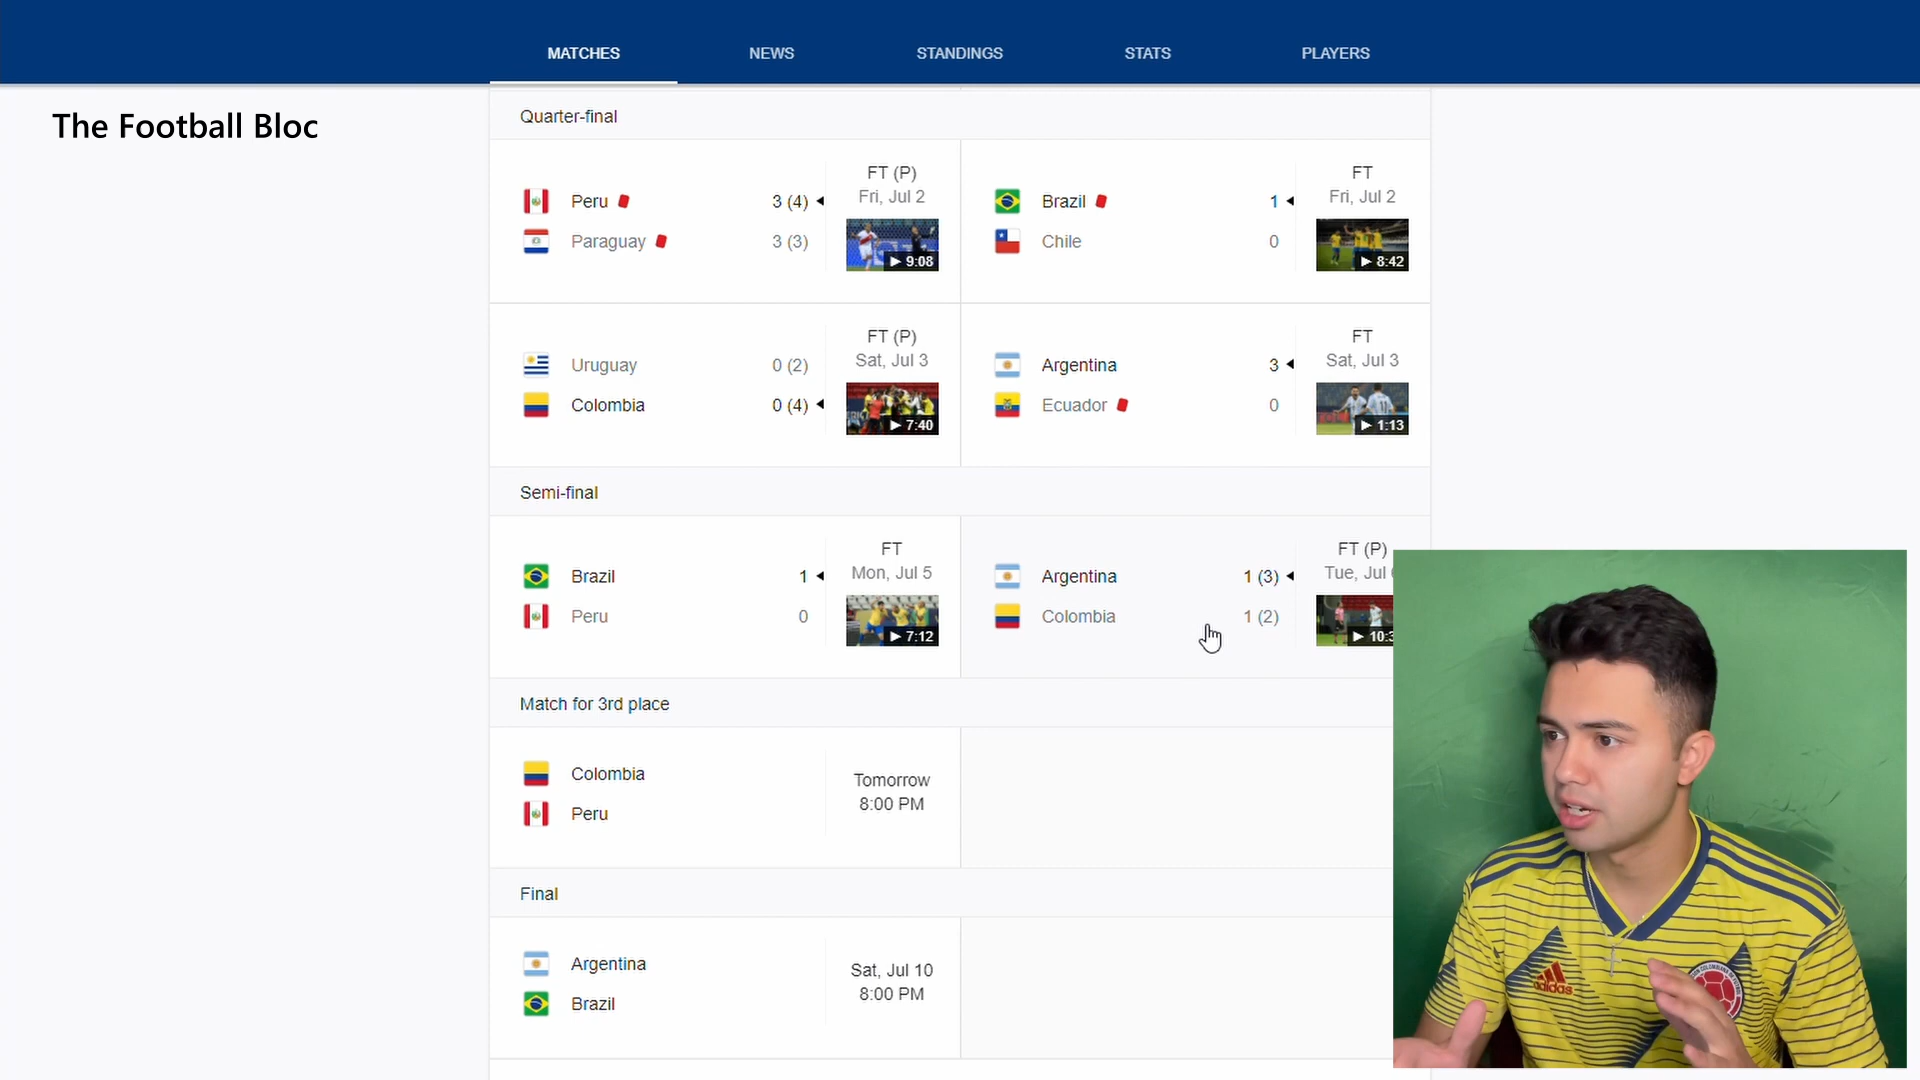 MATCHES NEWS STANDINGS STATS PLAYERS
The Football Bloc
Quarter-final
FT (P)
Fri, Jul 2
Peru 3 (4)
Paraguay 3 (3)
9:08
FT
Fri, Jul 2
Brazil 1
Chile 0
8:42
FT (P)
Sat, Jul 3
Uruguay 0 (2)
Colombia 0 (4)
7:40
FT
Sat, Jul 3
Argentina 3
Ecuador 0
1:13
Semi-final
FT
Mon, Jul 5
Brazil 1
Peru 0
7:12
FT (P)
Tue, Jul
Argentina 1 (3)
Colombia 1 (2)
10:3
Match for 3rd place
Colombia
Peru
Tomorrow
8:00 PM
Final
Argentina
Brazil
Sat, Jul 10
8:00 PM
adidas